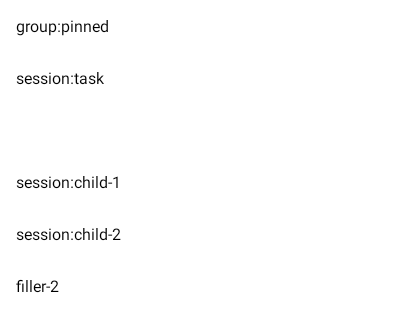 group:pinned
session:task
session:child-1
session:child-2
filler-2